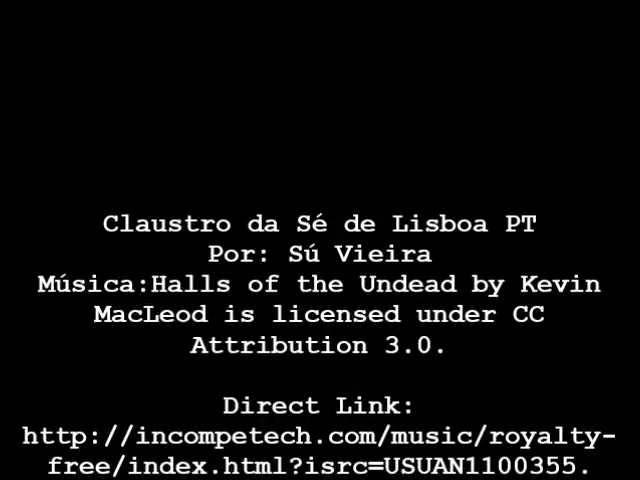 Claustro da Sé de Lisboa PT
Por: Sú Vieira
Música:Halls of the Undead by Kevin
MacLeod is licensed under CC
Attribution 3.0.
Direct Link:
http://incompetech.com/music/royalty-
free/index.html?isrc=USUAN1100355.